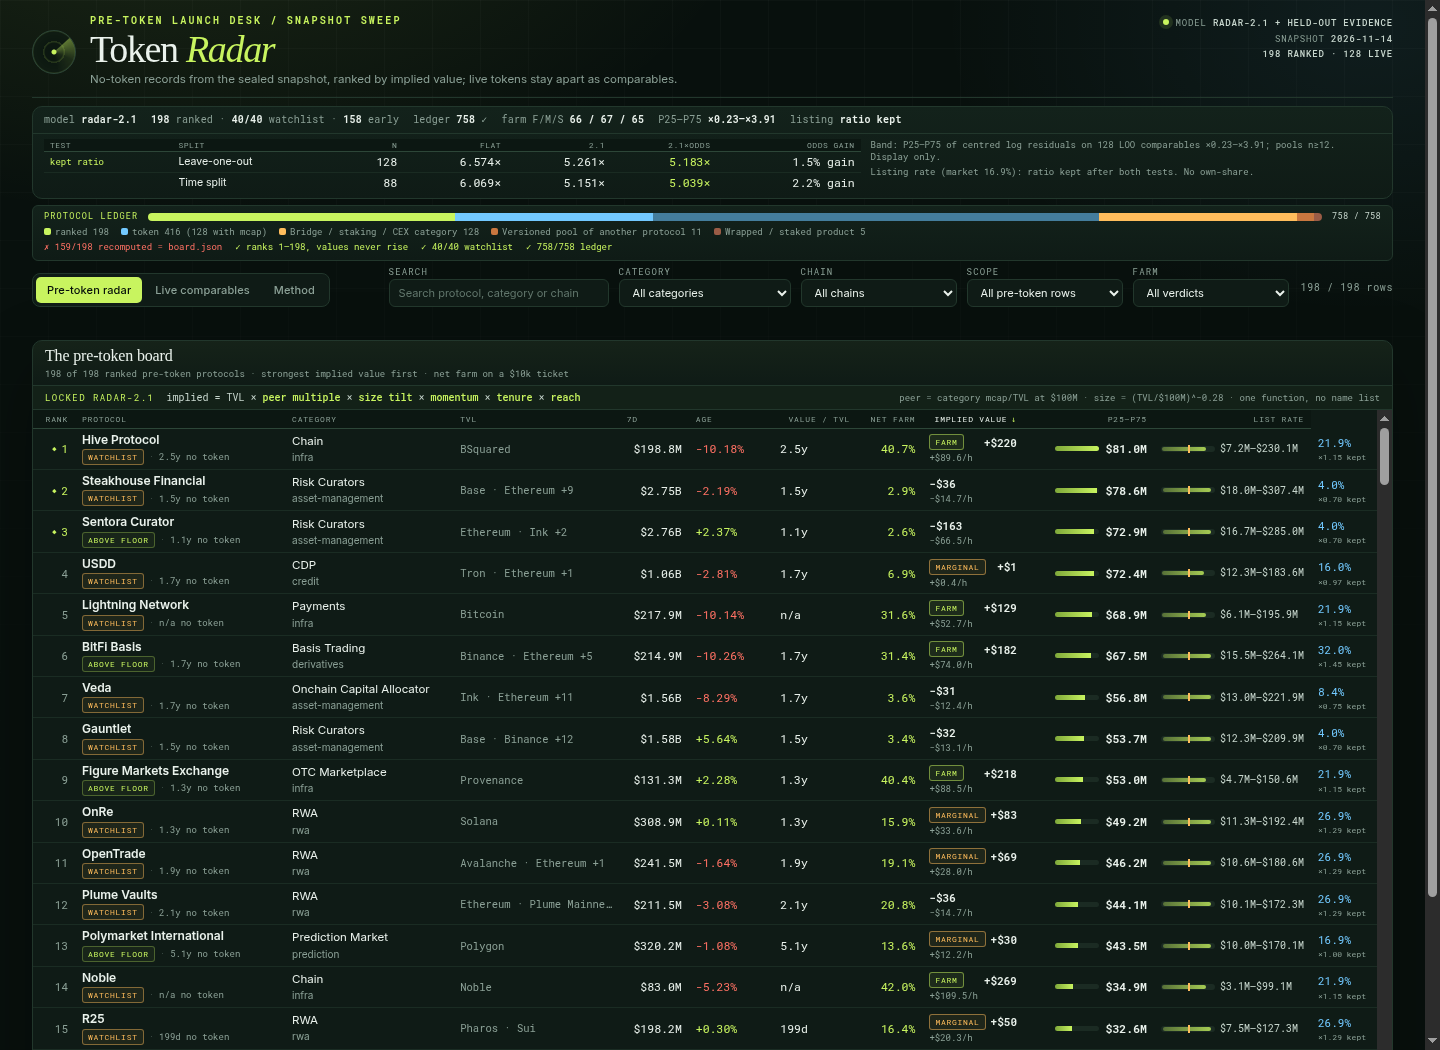 PRE-TOKEN LAUNCH DESK / SNAPSHOT SWEEP
Token Radar
No-token records from the sealed snapshot, ranked by implied value; live tokens stay apart as comparables.
MODEL RADAR-2.1 + HELD-OUT EVIDENCE
SNAPSHOT 2026-11-14
198 RANKED · 128 LIVE
model radar-2.1 198 ranked · 40/40 watchlist · 158 early ledger 758 ✓ farm F/M/S 66 / 67 / 65 P25–P75 ×0.23–×3.91 listing ratio kept
TEST SPLIT N FLAT 2.1 2.1×ODDS ODDS GAIN
kept ratio Leave-one-out 128 6.574× 5.261× 5.183× 1.5% gain
Time split 88 6.069× 5.151× 5.039× 2.2% gain
Band: P25–P75 of centred log residuals on 128 LOO comparables ×0.23–×3.91; pools n≥12.
Display only.
Listing rate (market 16.9%): ratio kept after both tests. No own-share.
PROTOCOL LEDGER 758 / 758
ranked 198 token 416 (128 with mcap) Bridge / staking / CEX category 128 Versioned pool of another protocol 11 Wrapped / staked product 5
✗ 159/198 recomputed = board.json ✓ ranks 1–198, values never rise ✓ 40/40 watchlist ✓ 758/758 ledger
Pre-token radar Live comparables Method
SEARCH CATEGORY CHAIN SCOPE FARM
Search protocol, category or chain All categories All chains All pre-token rows All verdicts 198 / 198 rows
The pre-token board
198 of 198 ranked pre-token protocols · strongest implied value first · net farm on a $10k ticket
LOCKED RADAR-2.1 implied = TVL × peer multiple × size tilt × momentum × tenure × reach
peer = category mcap/TVL at $100M · size = (TVL/$100M)^-0.28 · one function, no name list
RANK PROTOCOL CATEGORY TVL 7D AGE VALUE / TVL NET FARM IMPLIED VALUE ↓ P25–P75 LIST RATE
◆ 1 Hive Protocol Chain BSquared $198.8M -10.18% 2.5y 40.7% FARM +$220 $81.0M $7.2M–$230.1M 21.9%
WATCHLIST · 2.5y no token infra +$89.6/h ×1.15 kept
◆ 2 Steakhouse Financial Risk Curators Base · Ethereum +9 $2.75B -2.19% 1.5y 2.9% -$36 $78.6M $18.0M–$307.4M 4.0%
WATCHLIST · 1.5y no token asset-management -$14.7/h ×0.70 kept
◆ 3 Sentora Curator Risk Curators Ethereum · Ink +2 $2.76B +2.37% 1.1y 2.6% -$163 $72.9M $16.7M–$285.0M 4.0%
ABOVE FLOOR · 1.1y no token asset-management -$66.5/h ×0.70 kept
4 USDD CDP Tron · Ethereum +1 $1.06B -2.81% 1.7y 6.9% MARGINAL +$1 $72.4M $12.3M–$183.6M 16.0%
WATCHLIST · 1.7y no token credit +$0.4/h ×0.97 kept
5 Lightning Network Payments Bitcoin $217.9M -10.14% n/a 31.6% FARM +$129 $68.9M $6.1M–$195.9M 21.9%
WATCHLIST · n/a no token infra +$52.7/h ×1.15 kept
6 BitFi Basis Basis Trading Binance · Ethereum +5 $214.9M -10.26% 1.7y 31.4% FARM +$182 $67.5M $15.5M–$264.1M 32.0%
ABOVE FLOOR · 1.7y no token derivatives +$74.0/h ×1.45 kept
7 Veda Onchain Capital Allocator Ink · Ethereum +11 $1.56B -8.29% 1.7y 3.6% -$31 $56.8M $13.0M–$221.9M 8.4%
WATCHLIST · 1.7y no token asset-management -$12.4/h ×0.75 kept
8 Gauntlet Risk Curators Base · Binance +12 $1.58B +5.64% 1.5y 3.4% -$32 $53.7M $12.3M–$209.9M 4.0%
WATCHLIST · 1.5y no token asset-management -$13.1/h ×0.70 kept
9 Figure Markets Exchange OTC Marketplace Provenance $131.3M +2.28% 1.3y 40.4% FARM +$218 $53.0M $4.7M–$150.6M 21.9%
ABOVE FLOOR · 1.3y no token infra +$88.5/h ×1.15 kept
10 OnRe RWA Solana $308.9M +0.11% 1.3y 15.9% MARGINAL +$83 $49.2M $11.3M–$192.4M 26.9%
WATCHLIST · 1.3y no token rwa +$33.6/h ×1.29 kept
11 OpenTrade RWA Avalanche · Ethereum +1 $241.5M -1.64% 1.9y 19.1% MARGINAL +$69 $46.2M $10.6M–$180.6M 26.9%
WATCHLIST · 1.9y no token rwa +$28.0/h ×1.29 kept
12 Plume Vaults RWA Ethereum · Plume Mainne… $211.5M -3.08% 2.1y 20.8% -$36 $44.1M $10.1M–$172.3M 26.9%
WATCHLIST · 2.1y no token rwa -$14.7/h ×1.29 kept
13 Polymarket International Prediction Market Polygon $320.2M -1.08% 5.1y 13.6% MARGINAL +$30 $43.5M $10.0M–$170.1M 16.9%
ABOVE FLOOR · 5.1y no token prediction +$12.2/h ×1.00 kept
14 Noble Chain Noble $83.0M -5.23% n/a 42.0% FARM +$269 $34.9M $3.1M–$99.1M 21.9%
WATCHLIST · n/a no token infra +$109.5/h ×1.15 kept
15 R25 RWA Pharos · Sui $198.2M +0.30% 199d 16.4% MARGINAL +$50 $32.6M $7.5M–$127.3M 26.9%
WATCHLIST · 199d no token rwa +$20.3/h ×1.29 kept